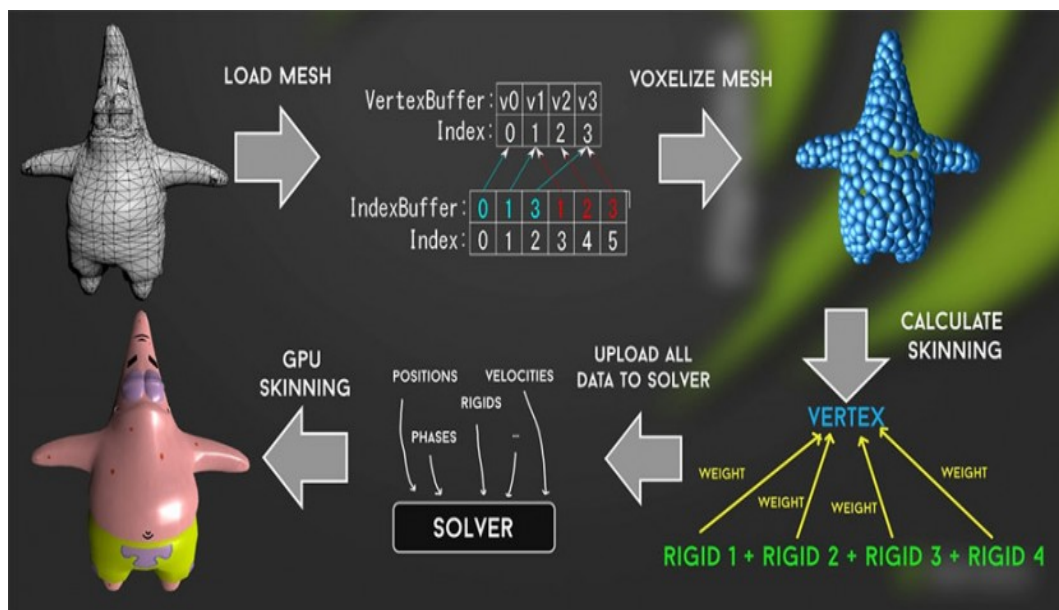 LOAD MESH
VertexBuffer: v0 v1 v2 v3
Index: 0 1 2 3
IndexBuffer: 0 1 3 1 2 3
Index: 0 1 2 3 4 5
VOXELIZE MESH
CALCULATE
SKINNING
VERTEX
WEIGHT
WEIGHT
WEIGHT
WEIGHT
RIGID 1 + RIGID 2 + RIGID 3 + RIGID 4
UPLOAD ALL
DATA TO SOLVER
POSITIONS
VELOCITIES
RIGIDS
PHASES
...
SOLVER
GPU
SKINNING